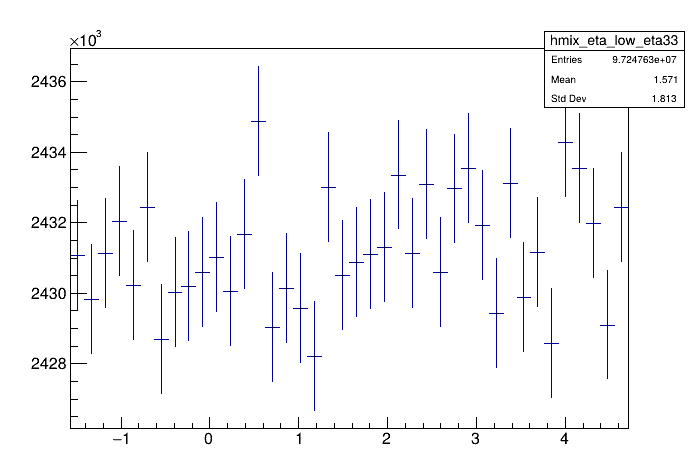 ×10³
hmix_eta_low_eta33
Entries 9.724763e+07
Mean 1.571
Std Dev 1.813
2436
2434
2432
2430
2428
−1 0 1 2 3 4